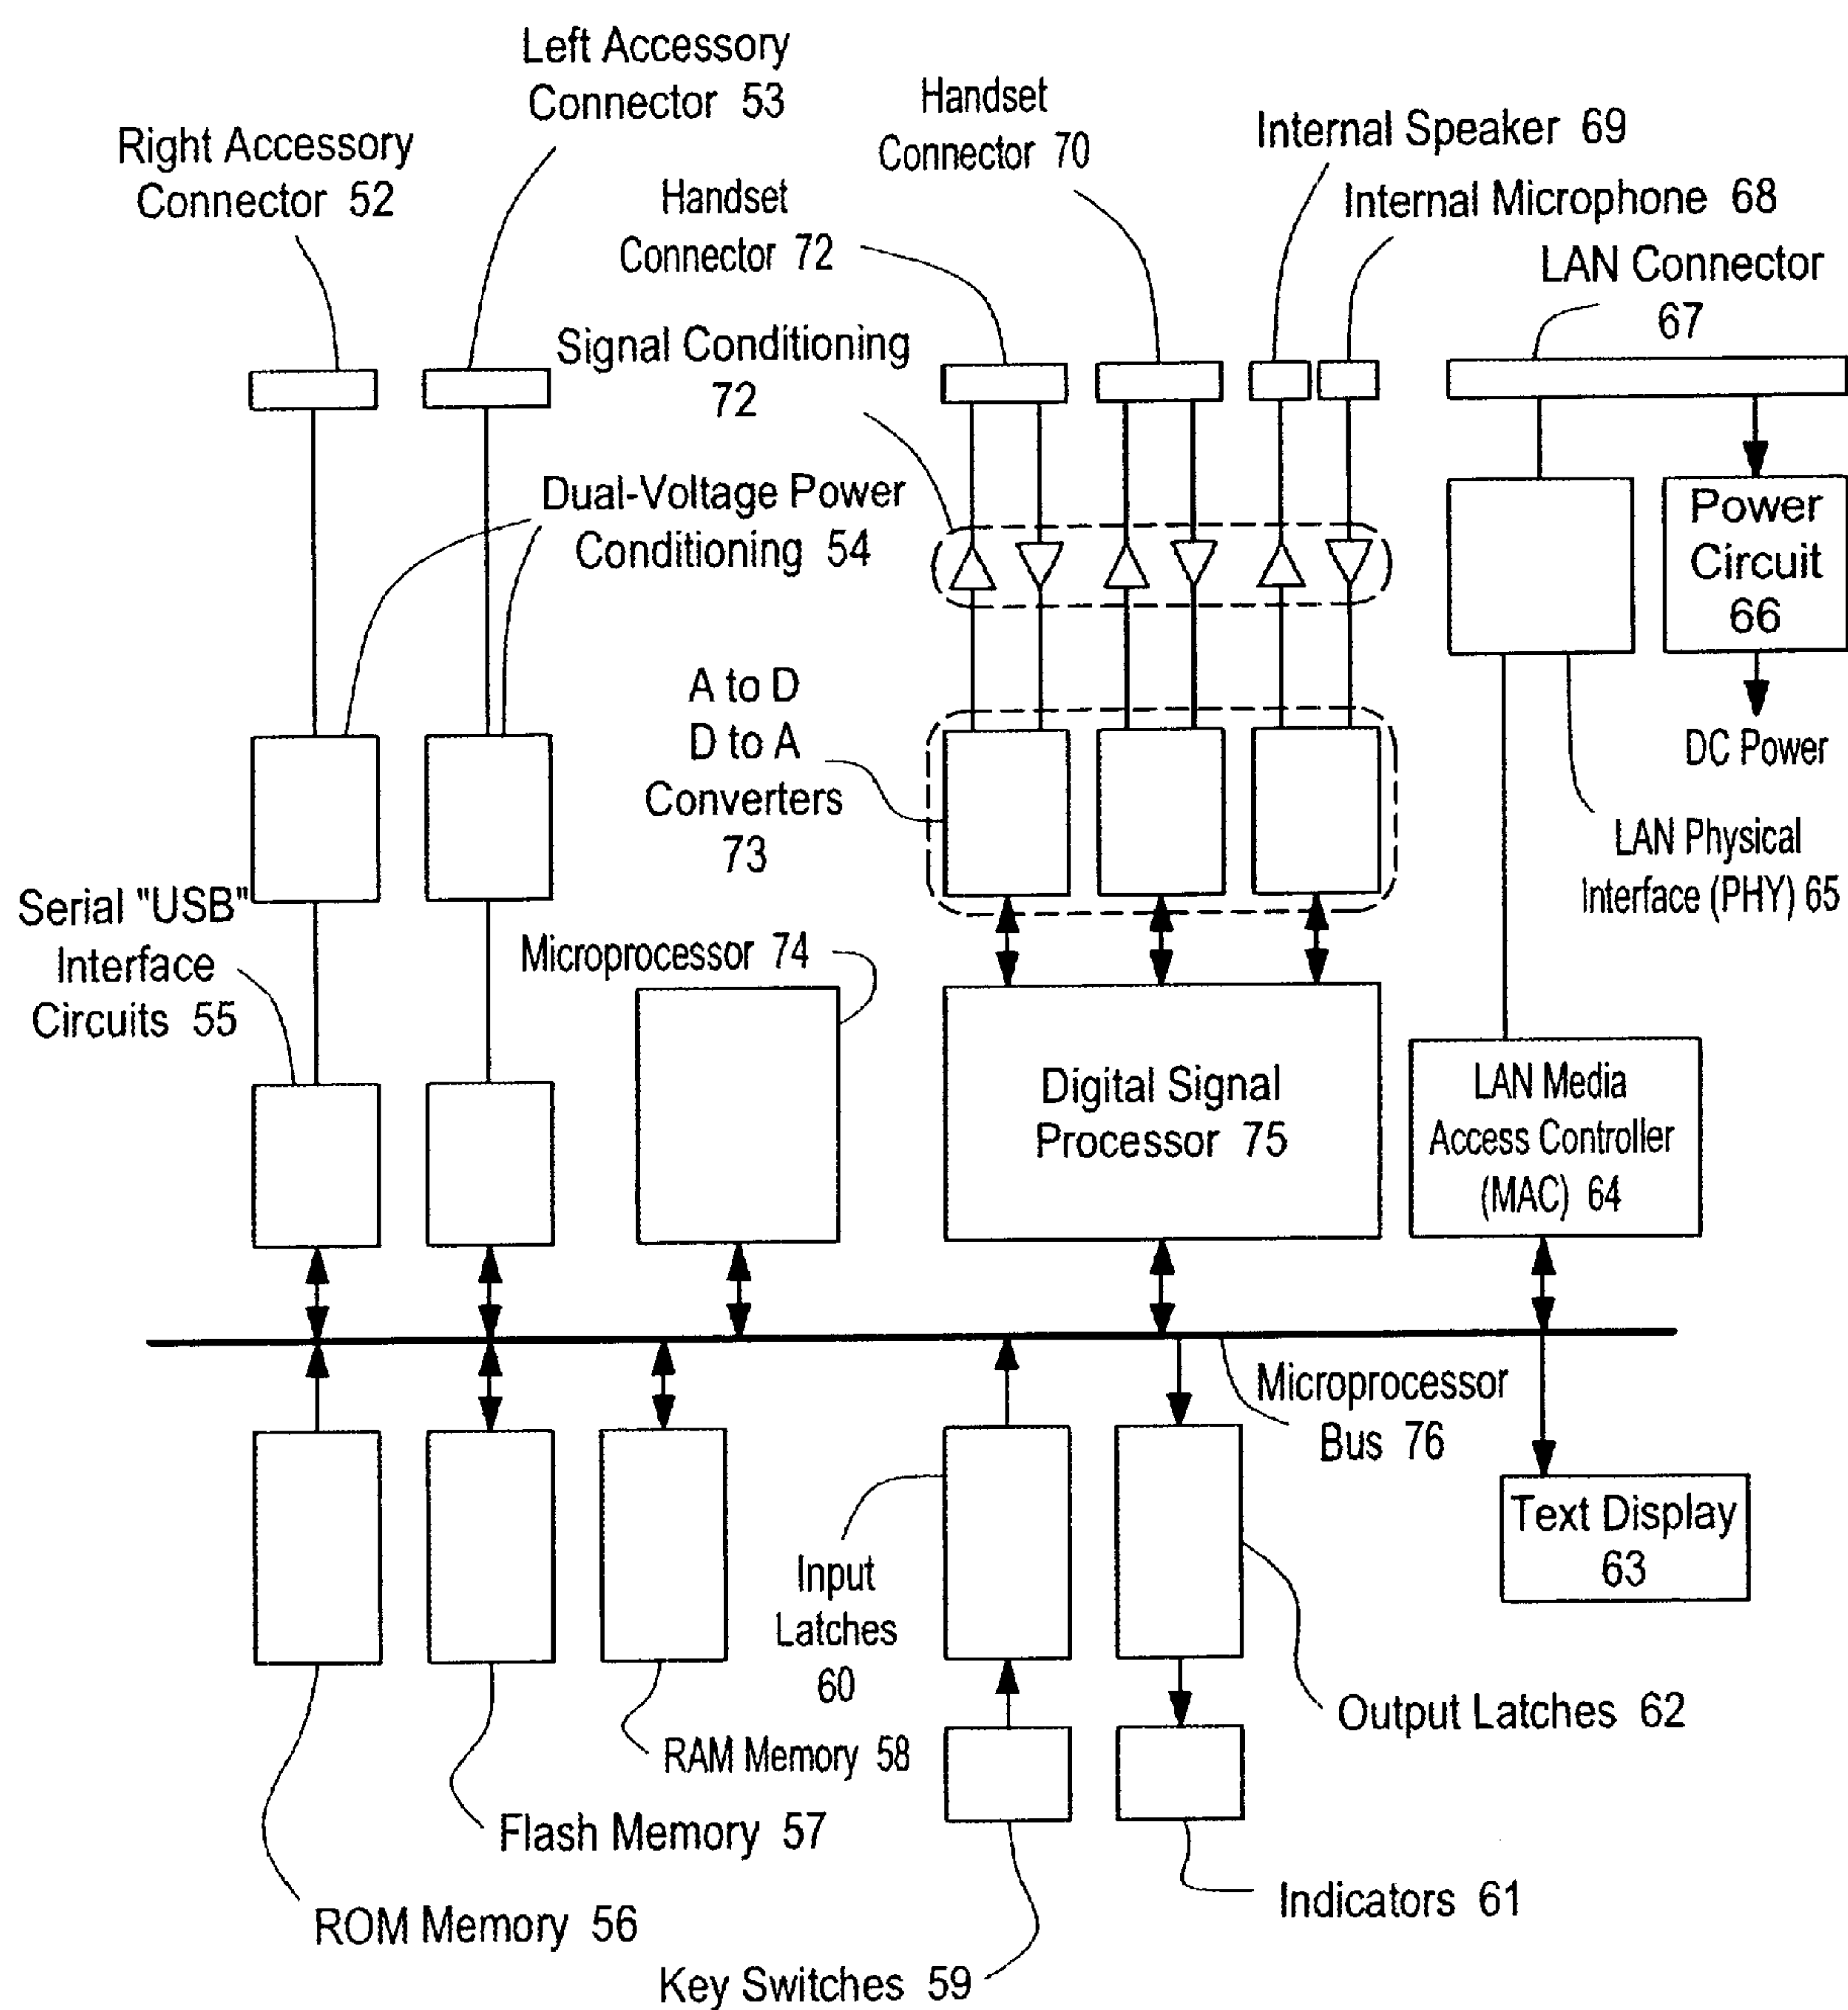 Left Accessory
Connector 53
Right Accessory
Connector 52
Handset
Connector 72
Handset
Connector 70
Internal Speaker 69
Internal Microphone 68
LAN Connector
67
Signal Conditioning
72
Dual-Voltage Power
Conditioning 54
Power
Circuit
66
DC Power
A to D
D to A
Converters
73
LAN Physical
Interface (PHY) 65
Serial "USB"
Interface
Circuits 55
Microprocessor 74
Digital Signal
Processor 75
LAN Media
Access Controller
(MAC) 64
Microprocessor
Bus 76
Text Display
63
Input
Latches
60
Output Latches 62
RAM Memory 58
Flash Memory 57
Indicators 61
ROM Memory 56
Key Switches 59